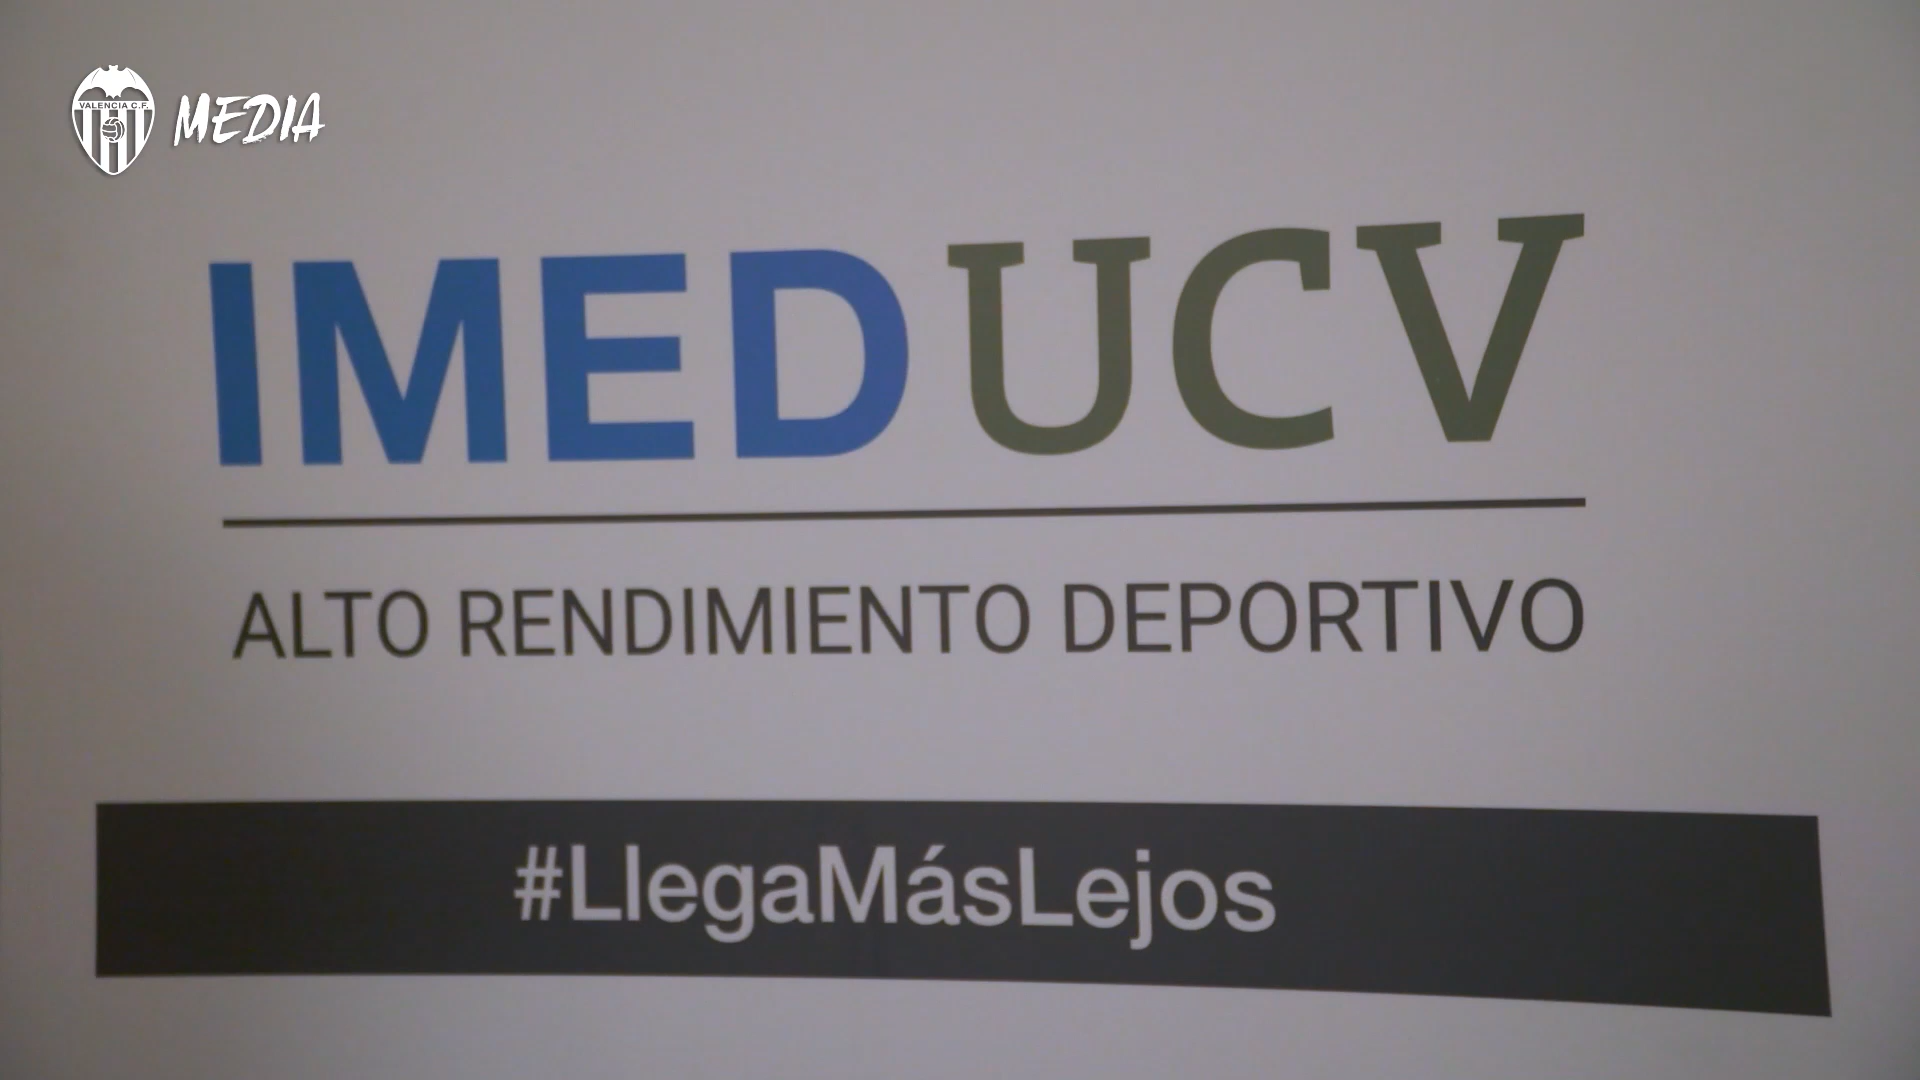 VALENCIA C.F.
MEDIA
IMED UCV
ALTO RENDIMIENTO DEPORTIVO
#LlegaMásLejos